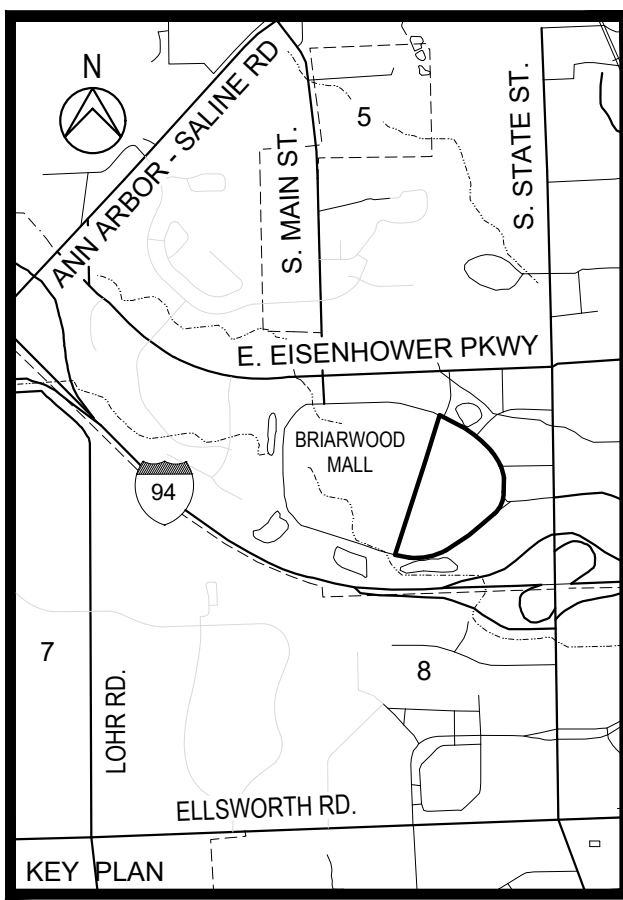 N
ANN ARBOR - SALINE RD
5
S. MAIN ST.
S. STATE ST.
E. EISENHOWER PKWY
BRIARWOOD
MALL
94
7
LOHR RD.
8
ELLSWORTH RD.
KEY PLAN